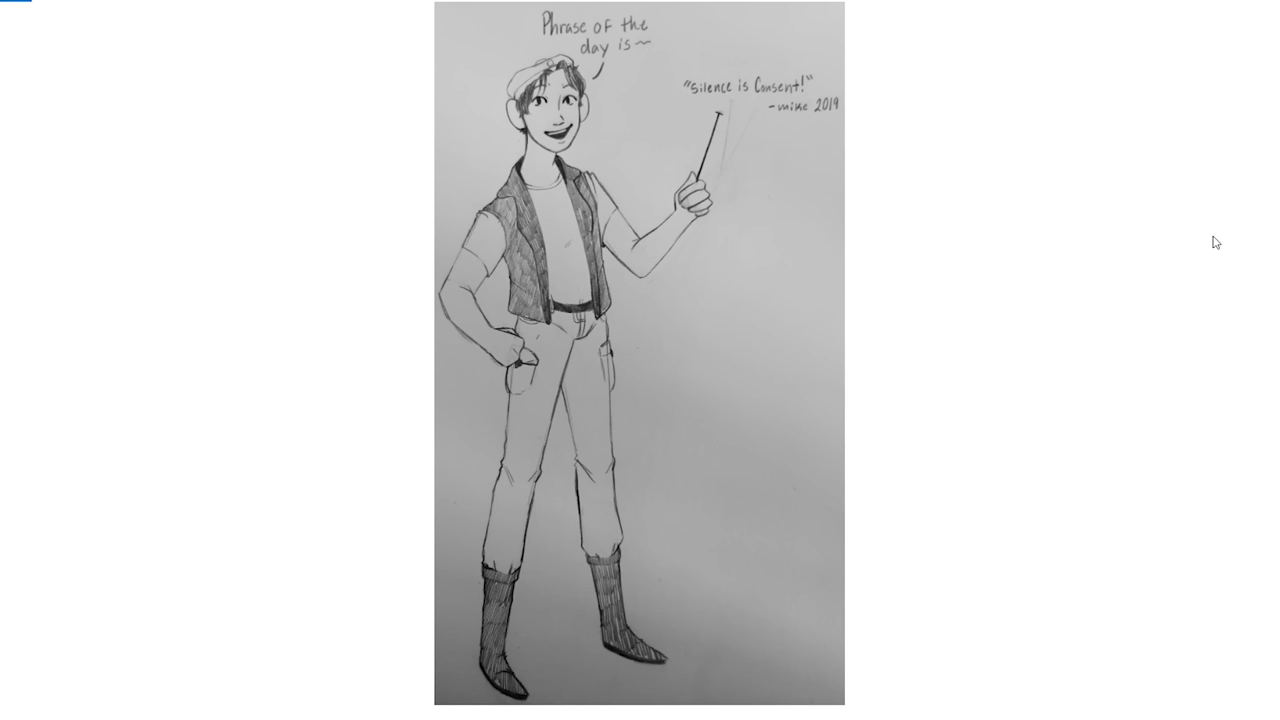 Phrase of the
day is~
"Silence is Consent!"
-mike 2019